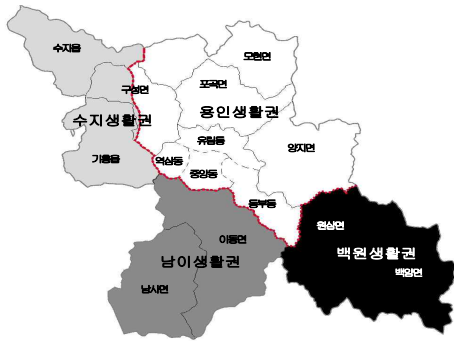 수지읍
모현면
포곡면
구성면
용인생활권
수지생활권
유림동
양지면
기흥읍
역삼동
중앙동
동부동
원삼면
이동면
백원생활권
남이생활권
백암면
남사면